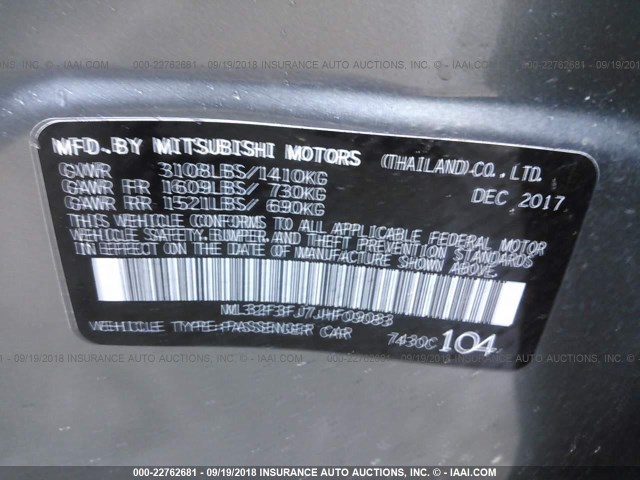 000-22762681 - 09/19/2018 INSURANCE AUTO AUCTIONS, INC. - © IAAI.COM
MFD. BY MITSUBISHI MOTORS (THAILAND) CO., LTD.
GVWR 3108LBS/1410KG DEC 2017
GAWR FR 1609LBS/ 730KG
GAWR RR 1521LBS/ 690KG
THIS VEHICLE CONFORMS TO ALL APPLICABLE FEDERAL MOTOR
VEHICLE SAFETY, BUMPER, AND THEFT PREVENTION STANDARDS
IN EFFECT ON THE DATE OF MANUFACTURE SHOWN ABOVE.
ML32F3FJ7JHF09083
VEHICLE TYPE:PASSENGER CAR 7430C 104
000-22762681 - 09/19/2018 INSURANCE AUTO AUCTIONS, INC. - © IAAI.COM